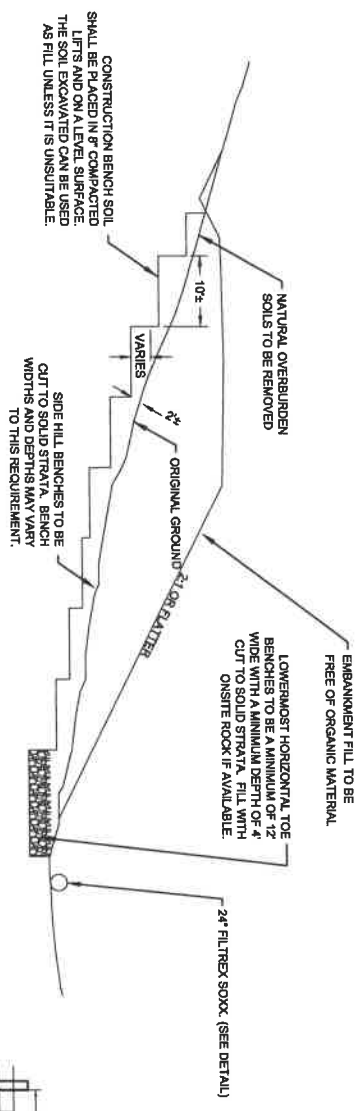 EMBANKMENT FILL TO BE
FREE OF ORGANIC MATERIAL
NATURAL OVERBURDEN
SOILS TO BE REMOVED
LOWERMOST HORIZONTAL TOE
BENCHES TO BE A MINIMUM OF 12'
WIDE WITH A MINIMUM DEPTH OF 4'
CUT TO SOLID STRATA. FILL WITH
ONSITE ROCK IF AVAILABLE.
24" FILTREX SOXX. (SEE DETAIL)
10'±
VARIES
2'±
ORIGINAL GROUND
2:1 OR FLATTER
CONSTRUCTION BENCH SOIL
SHALL BE PLACED IN 8" COMPACTED
LIFTS AND ON A LEVEL SURFACE.
THE SOIL EXCAVATED CAN BE USED
AS FILL UNLESS IT IS UNSUITABLE.
SIDE HILL BENCHES TO BE
CUT TO SOLID STRATA. BENCH
WIDTHS AND DEPTHS MAY VARY
TO THIS REQUIREMENT.